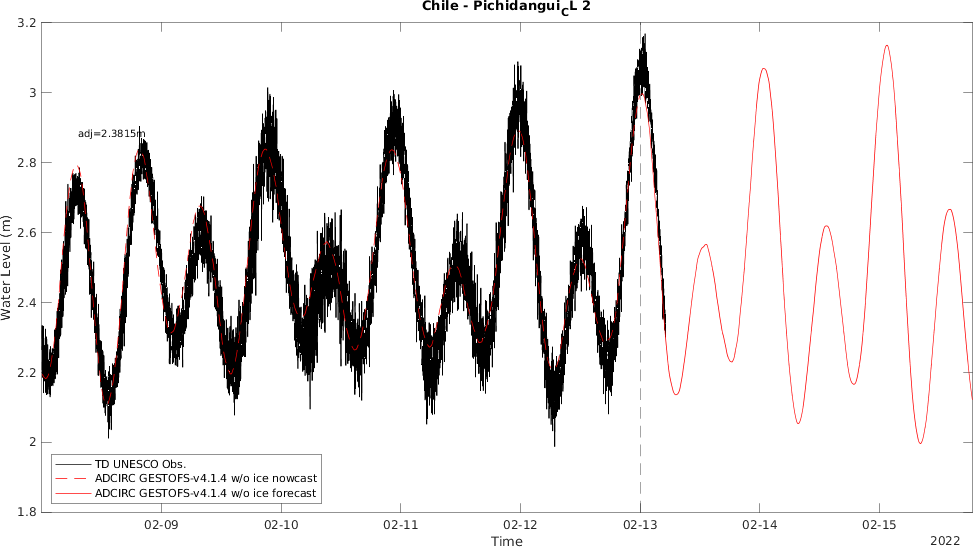 Chile - PichidanguiCL 2
3.2
3
2.8
2.6
2.4
2.2
2
1.8
Water Level (m)
adj=2.3815m
TD UNESCO Obs.
ADCIRC GESTOFS-v4.1.4 w/o ice nowcast
ADCIRC GESTOFS-v4.1.4 w/o ice forecast
02-09 02-10 02-11 02-12 02-13 02-14 02-15
Time
2022